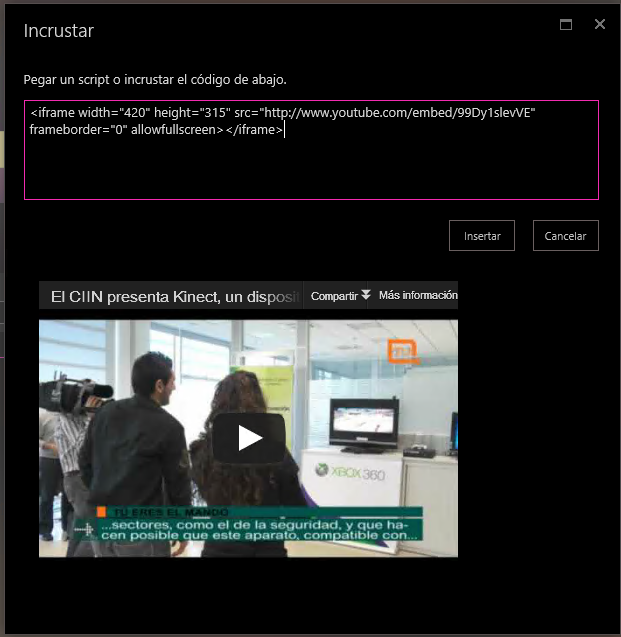 Incrustar
Pegar un script o incrustar el código de abajo.
<iframe width="420" height="315" src="http://www.youtube.com/embed/99Dy1slevVE"
frameborder="0" allowfullscreen></iframe>
Insertar Cancelar
El CIIN presenta Kinect, un disposit Compartir Más información
XBOX 360
TÚ ERES EL MANDO
...sectores, como el de la seguridad, y que ha-
cen posible que este aparato, compatible con...